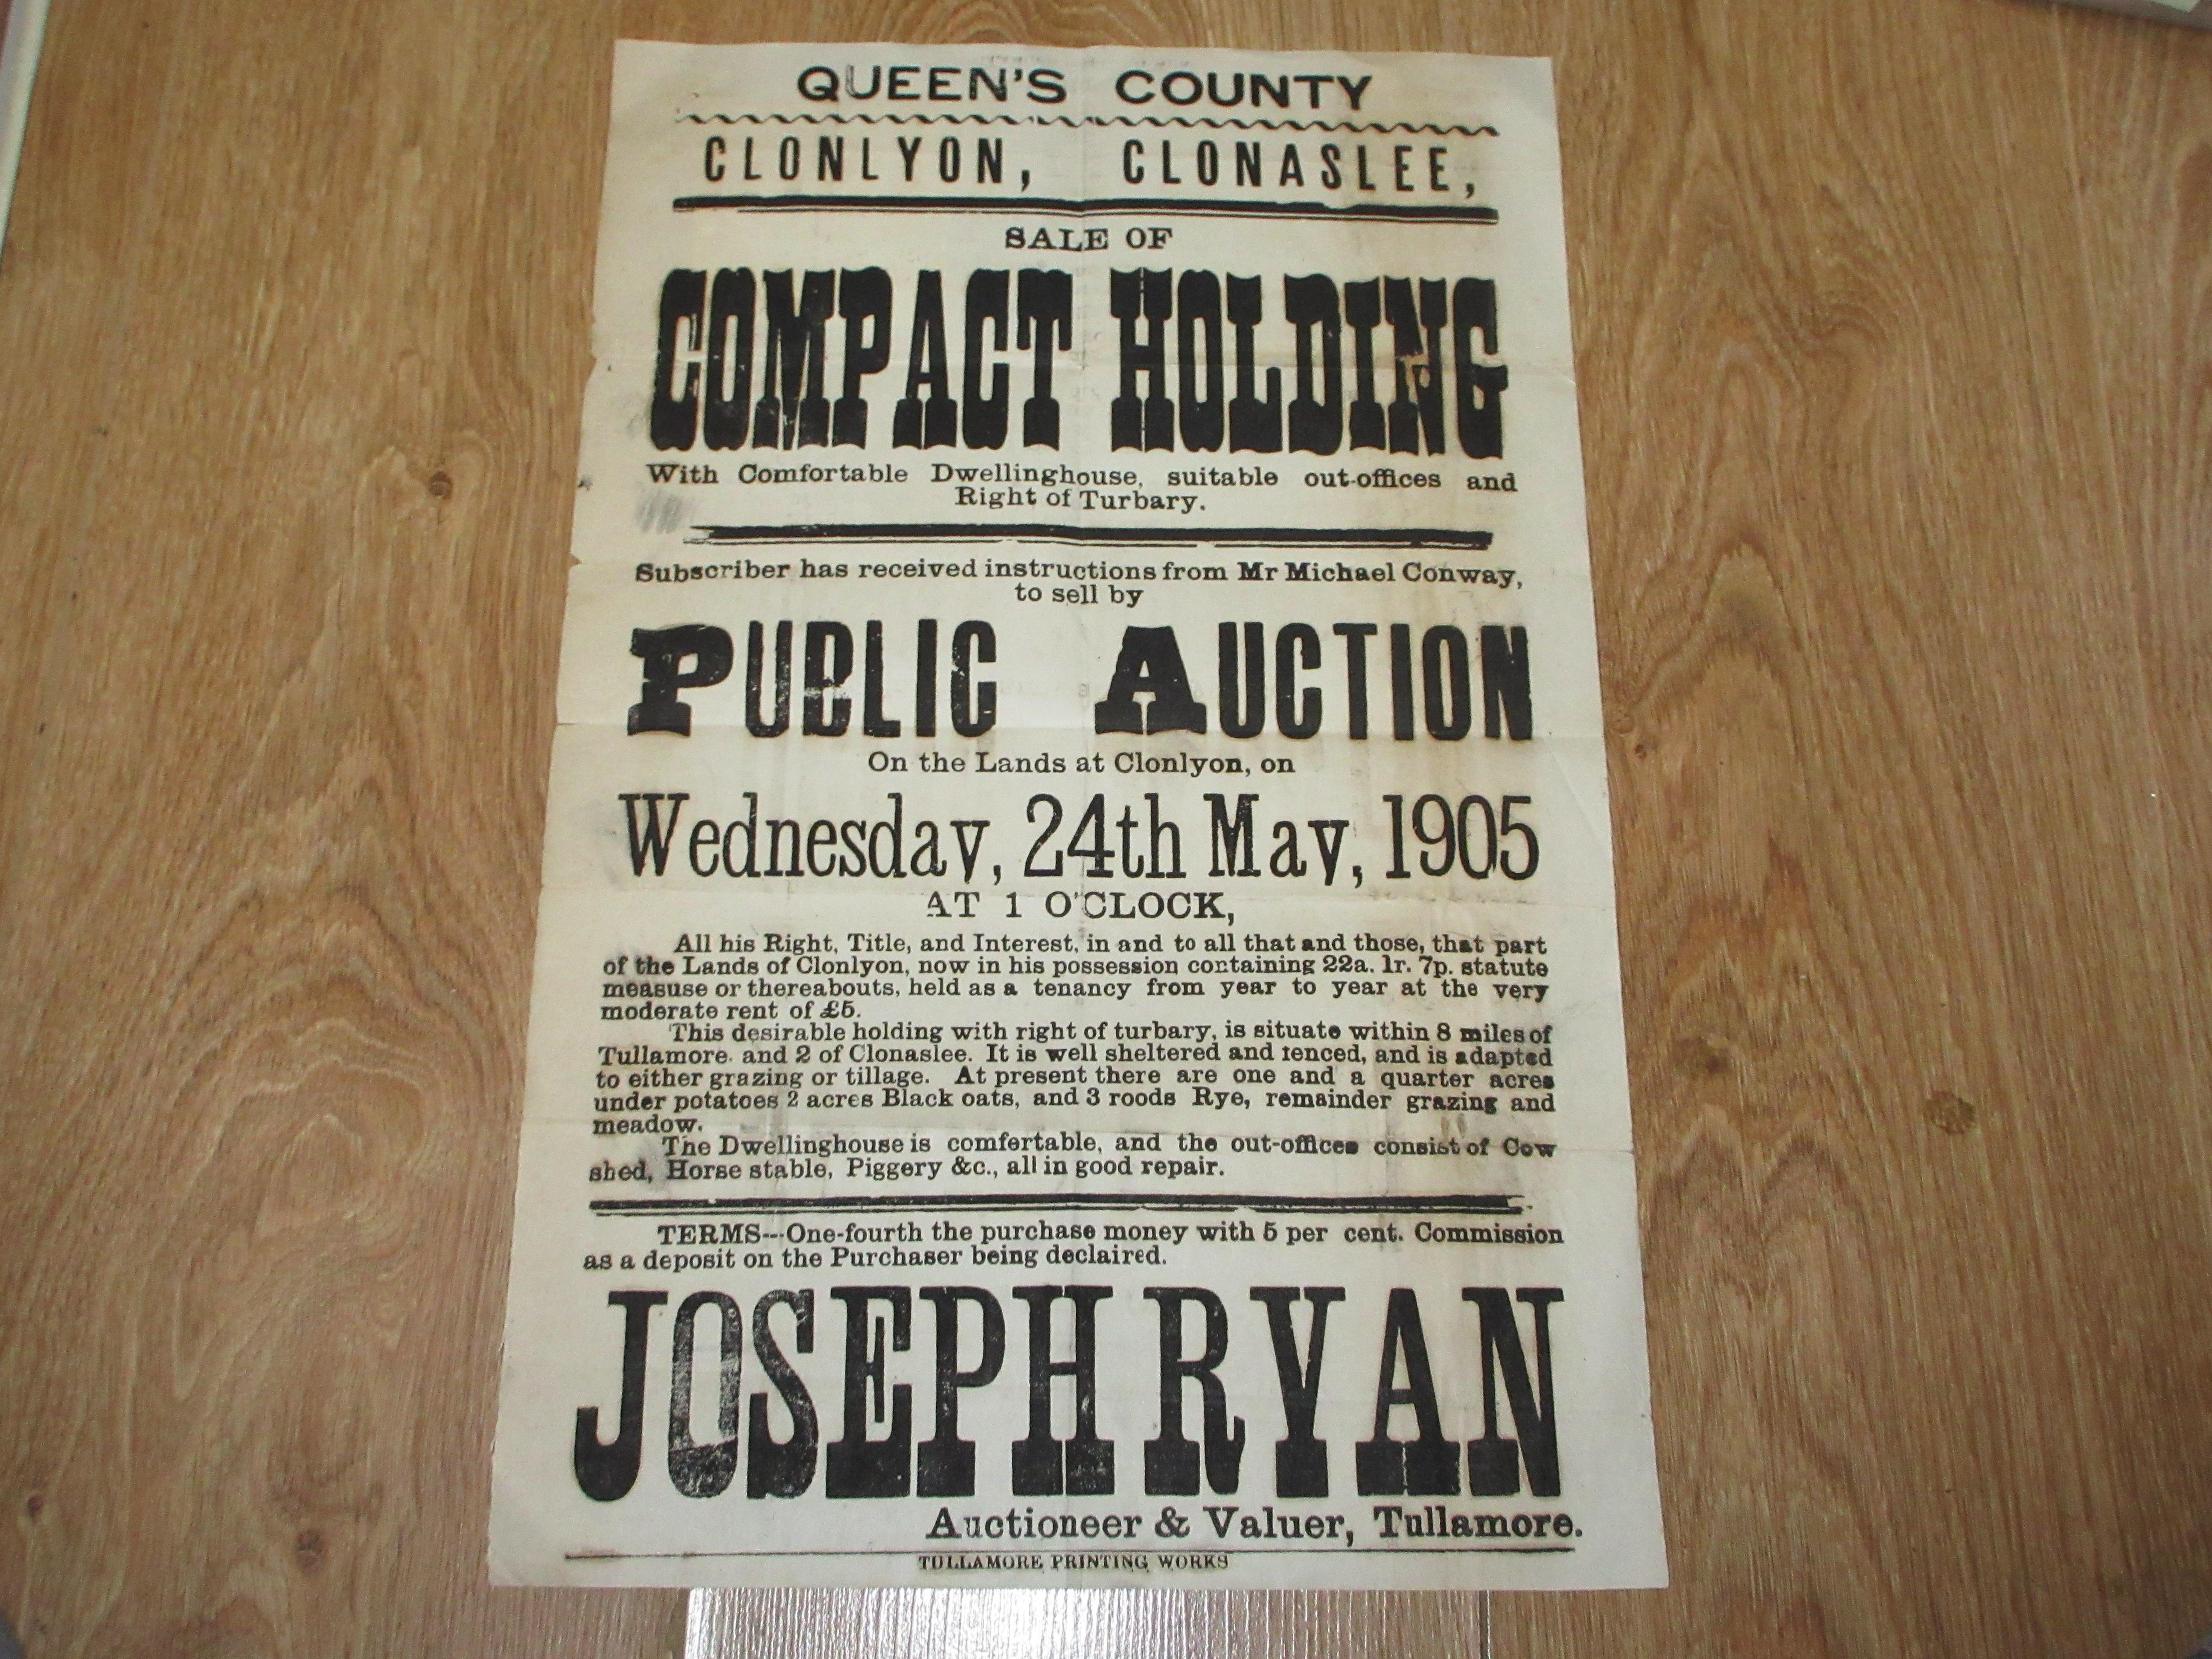 QUEEN'S COUNTY
CLONLYON, CLONASLEE,
SALE OF
COMPACT HOLDING
With Comfortable Dwellinghouse, suitable out-offices and
Right of Turbary.
Subscriber has received instructions from Mr Michael Conway,
to sell by
PUBLIC AUCTION
On the Lands at Clonlyon, on
Wednesday, 24th May, 1905
AT 1 O'CLOCK,
All his Right, Title, and Interest, in and to all that and those, that part
of the Lands of Clonlyon, now in his possession containing 22a. 1r. 7p. statute
measuse or thereabouts, held as a tenancy from year to year at the very
moderate rent of £5.
This desirable holding with right of turbary, is situate within 8 miles of
Tullamore and 2 of Clonaslee. It is well sheltered and fenced, and is adapted
to either grazing or tillage. At present there are one and a quarter acres
under potatoes 2 acres Black oats, and 3 roods Rye, remainder grazing and
meadow.
The Dwellinghouse is comfertable, and the out-offices consist of Cow
shed, Horse stable, Piggery &c., all in good repair.
TERMS---One-fourth the purchase money with 5 per cent. Commission
as a deposit on the Purchaser being declaired.
JOSEPH RYAN
Auctioneer & Valuer, Tullamore.
TULLAMORE PRINTING WORKS